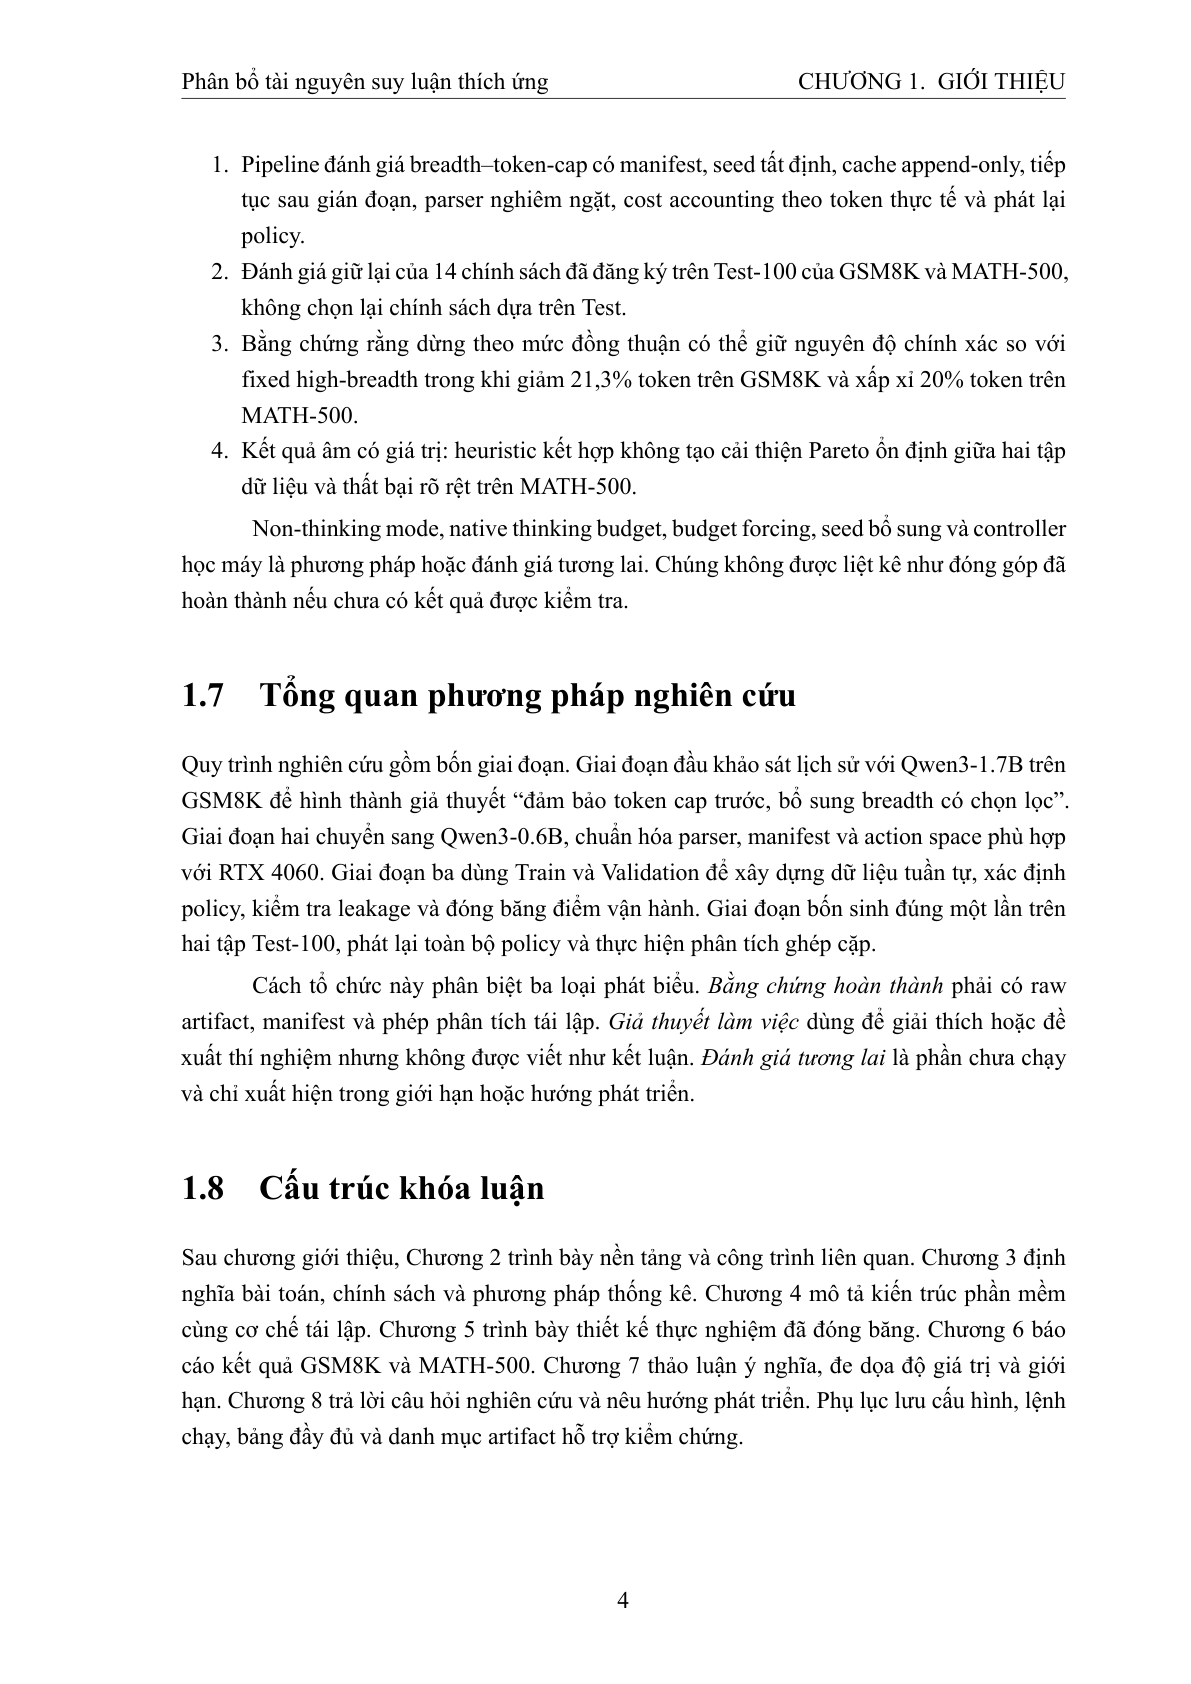 Phân bổ tài nguyên suy luận thích ứng CHƯƠNG 1. GIỚI THIỆU
1. Pipeline đánh giá breadth–token-cap có manifest, seed tất định, cache append-only, tiếp
tục sau gián đoạn, parser nghiêm ngặt, cost accounting theo token thực tế và phát lại
policy.
2. Đánh giá giữ lại của 14 chính sách đã đăng ký trên Test-100 của GSM8K và MATH-500,
không chọn lại chính sách dựa trên Test.
3. Bằng chứng rằng dừng theo mức đồng thuận có thể giữ nguyên độ chính xác so với
fixed high-breadth trong khi giảm 21,3% token trên GSM8K và xấp xỉ 20% token trên
MATH-500.
4. Kết quả âm có giá trị: heuristic kết hợp không tạo cải thiện Pareto ổn định giữa hai tập
dữ liệu và thất bại rõ rệt trên MATH-500.
Non-thinking mode, native thinking budget, budget forcing, seed bổ sung và controller
học máy là phương pháp hoặc đánh giá tương lai. Chúng không được liệt kê như đóng góp đã
hoàn thành nếu chưa có kết quả được kiểm tra.
1.7 Tổng quan phương pháp nghiên cứu
Quy trình nghiên cứu gồm bốn giai đoạn. Giai đoạn đầu khảo sát lịch sử với Qwen3-1.7B trên
GSM8K để hình thành giả thuyết “đảm bảo token cap trước, bổ sung breadth có chọn lọc”.
Giai đoạn hai chuyển sang Qwen3-0.6B, chuẩn hóa parser, manifest và action space phù hợp
với RTX 4060. Giai đoạn ba dùng Train và Validation để xây dựng dữ liệu tuần tự, xác định
policy, kiểm tra leakage và đóng băng điểm vận hành. Giai đoạn bốn sinh đúng một lần trên
hai tập Test-100, phát lại toàn bộ policy và thực hiện phân tích ghép cặp.
Cách tổ chức này phân biệt ba loại phát biểu. Bằng chứng hoàn thành phải có raw
artifact, manifest và phép phân tích tái lập. Giả thuyết làm việc dùng để giải thích hoặc đề
xuất thí nghiệm nhưng không được viết như kết luận. Đánh giá tương lai là phần chưa chạy
và chỉ xuất hiện trong giới hạn hoặc hướng phát triển.
1.8 Cấu trúc khóa luận
Sau chương giới thiệu, Chương 2 trình bày nền tảng và công trình liên quan. Chương 3 định
nghĩa bài toán, chính sách và phương pháp thống kê. Chương 4 mô tả kiến trúc phần mềm
cùng cơ chế tái lập. Chương 5 trình bày thiết kế thực nghiệm đã đóng băng. Chương 6 báo
cáo kết quả GSM8K và MATH-500. Chương 7 thảo luận ý nghĩa, đe dọa độ giá trị và giới
hạn. Chương 8 trả lời câu hỏi nghiên cứu và nêu hướng phát triển. Phụ lục lưu cấu hình, lệnh
chạy, bảng đầy đủ và danh mục artifact hỗ trợ kiểm chứng.
4